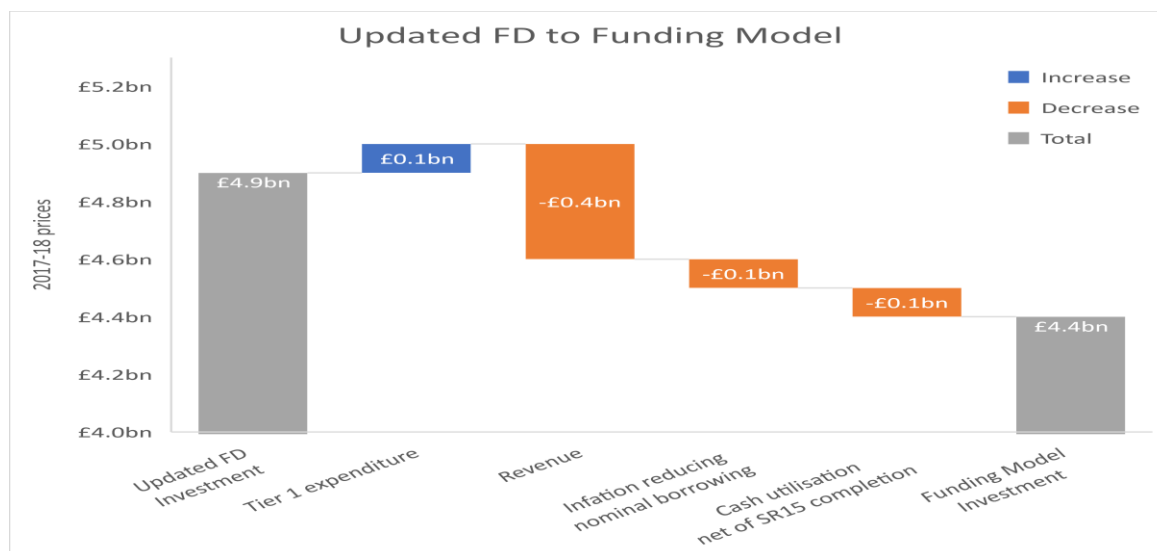 Updated FD to Funding Model
Increase
Decrease
Total
2017-18 prices
£5.2bn
£5.0bn
£4.8bn
£4.6bn
£4.4bn
£4.2bn
£4.0bn
£4.9bn
£0.1bn
-£0.4bn
-£0.1bn
-£0.1bn
£4.4bn
Updated FD
Investment
Tier 1 expenditure
Revenue
Infation reducing
nominal borrowing
Cash utilisation
net of SR15 completion
Funding Model
Investment